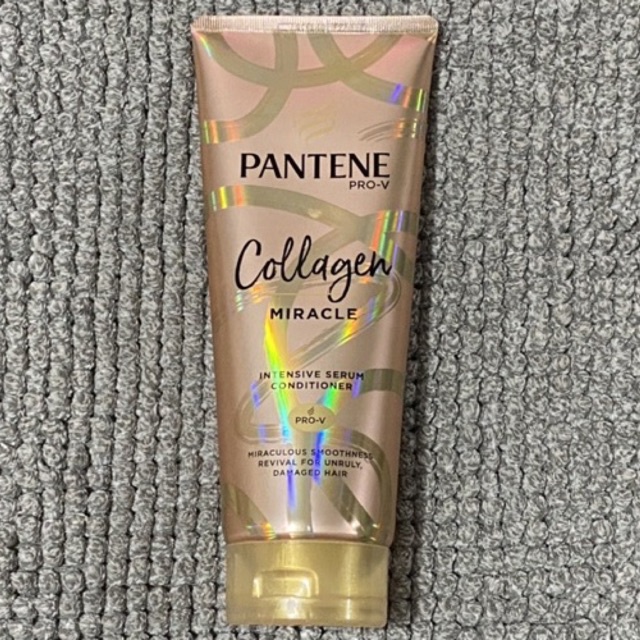 PANTENE
PRO-V
Collagen
MIRACLE
INTENSIVE SERUM
CONDITIONER
PRO-V
MIRACULOUS SMOOTHNESS
REVIVAL FOR UNRULY,
DAMAGED HAIR